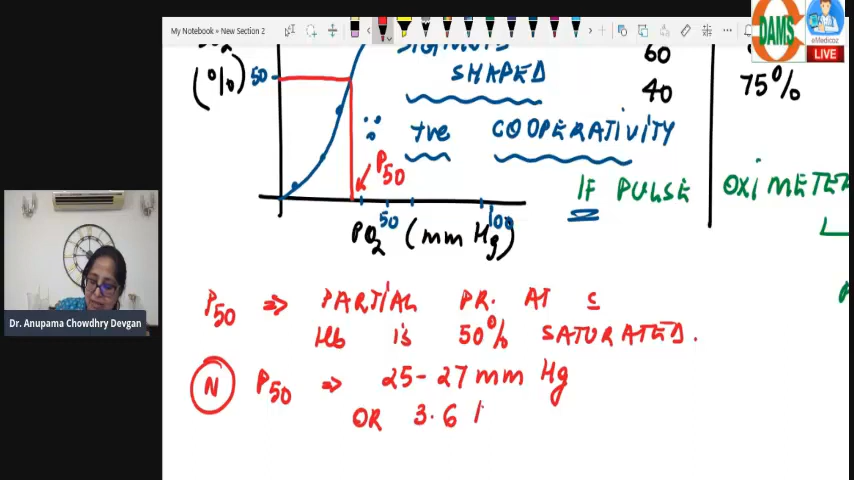 My Notebook » New Section 2
DAMS
eMedicoz
LIVE
(%)
50
SHAPED
60
40
75%
∴ +ve COOPERATIVITY
P50
IF PULSE OXIMETER
50
100
PO2 (mm Hg)
P50 ⇒ PARTIAL PR. AT c
Hb is 50% SATURATED.
N P50 ⇒ 25-27 mm Hg
OR 3.6
Dr. Anupama Chowdhry Devgan